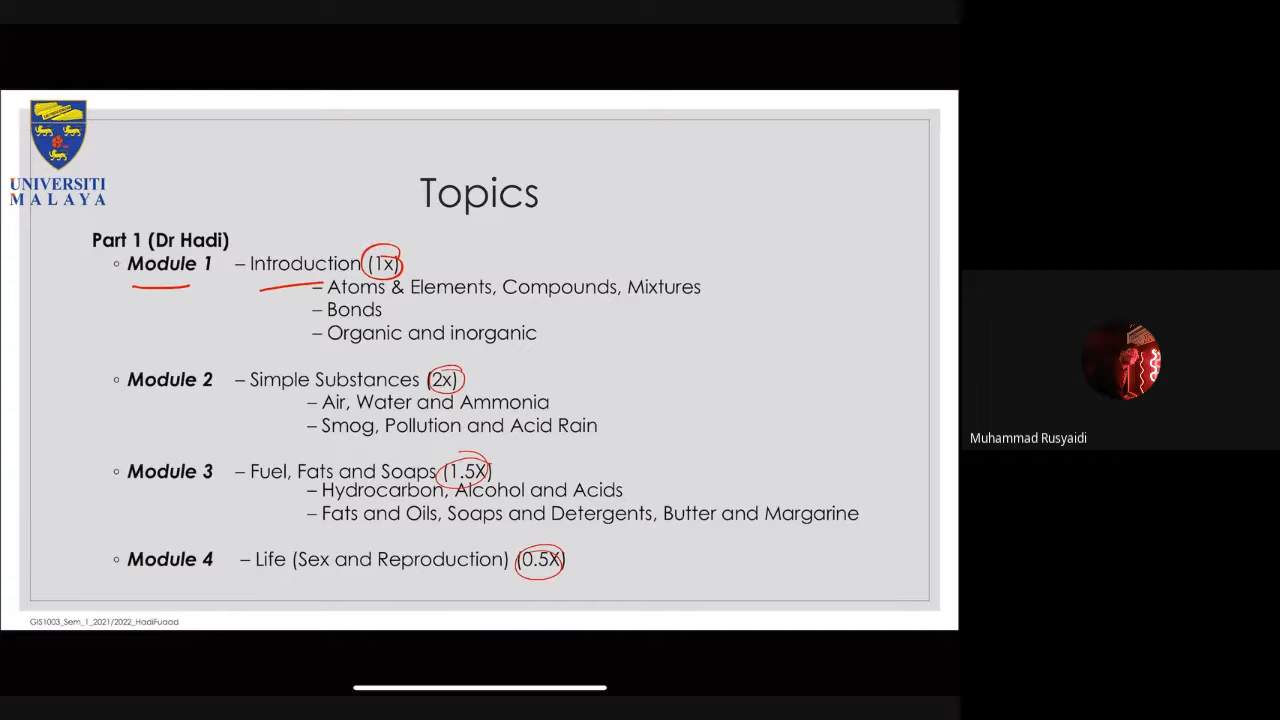 UNIVERSITI
MALAYA
Topics
Part 1 (Dr Hadi)
◦ Module 1 – Introduction (1x)
– Atoms & Elements, Compounds, Mixtures
– Bonds
– Organic and inorganic
◦ Module 2 – Simple Substances (2x)
– Air, Water and Ammonia
– Smog, Pollution and Acid Rain
◦ Module 3 – Fuel, Fats and Soaps (1.5X)
– Hydrocarbon, Alcohol and Acids
– Fats and Oils, Soaps and Detergents, Butter and Margarine
◦ Module 4 – Life (Sex and Reproduction) (0.5X)
GIS1003_Sem_1_2021/2022_HadiFuaad
Muhammad Rusyaidi